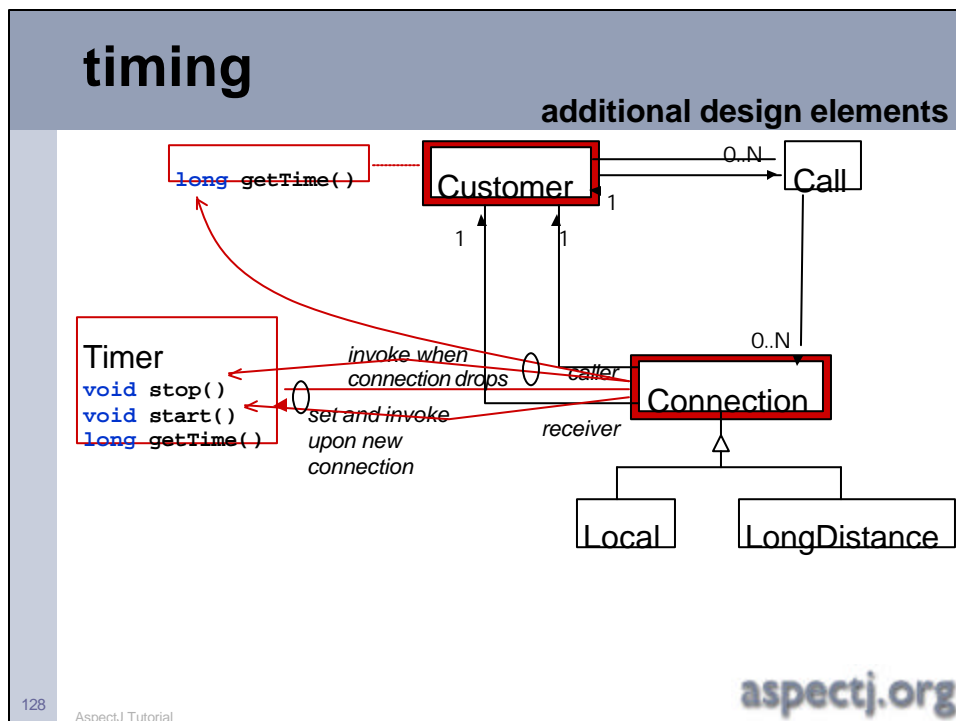 timing
additional design elements
long getTime()
Customer
0..N
Call
1
1
1
Timer
void stop()
void start()
long getTime()
invoke when
connection drops
set and invoke
upon new
connection
caller
receiver
0..N
Connection
Local
LongDistance
128
AspectJ Tutorial
aspectj.org